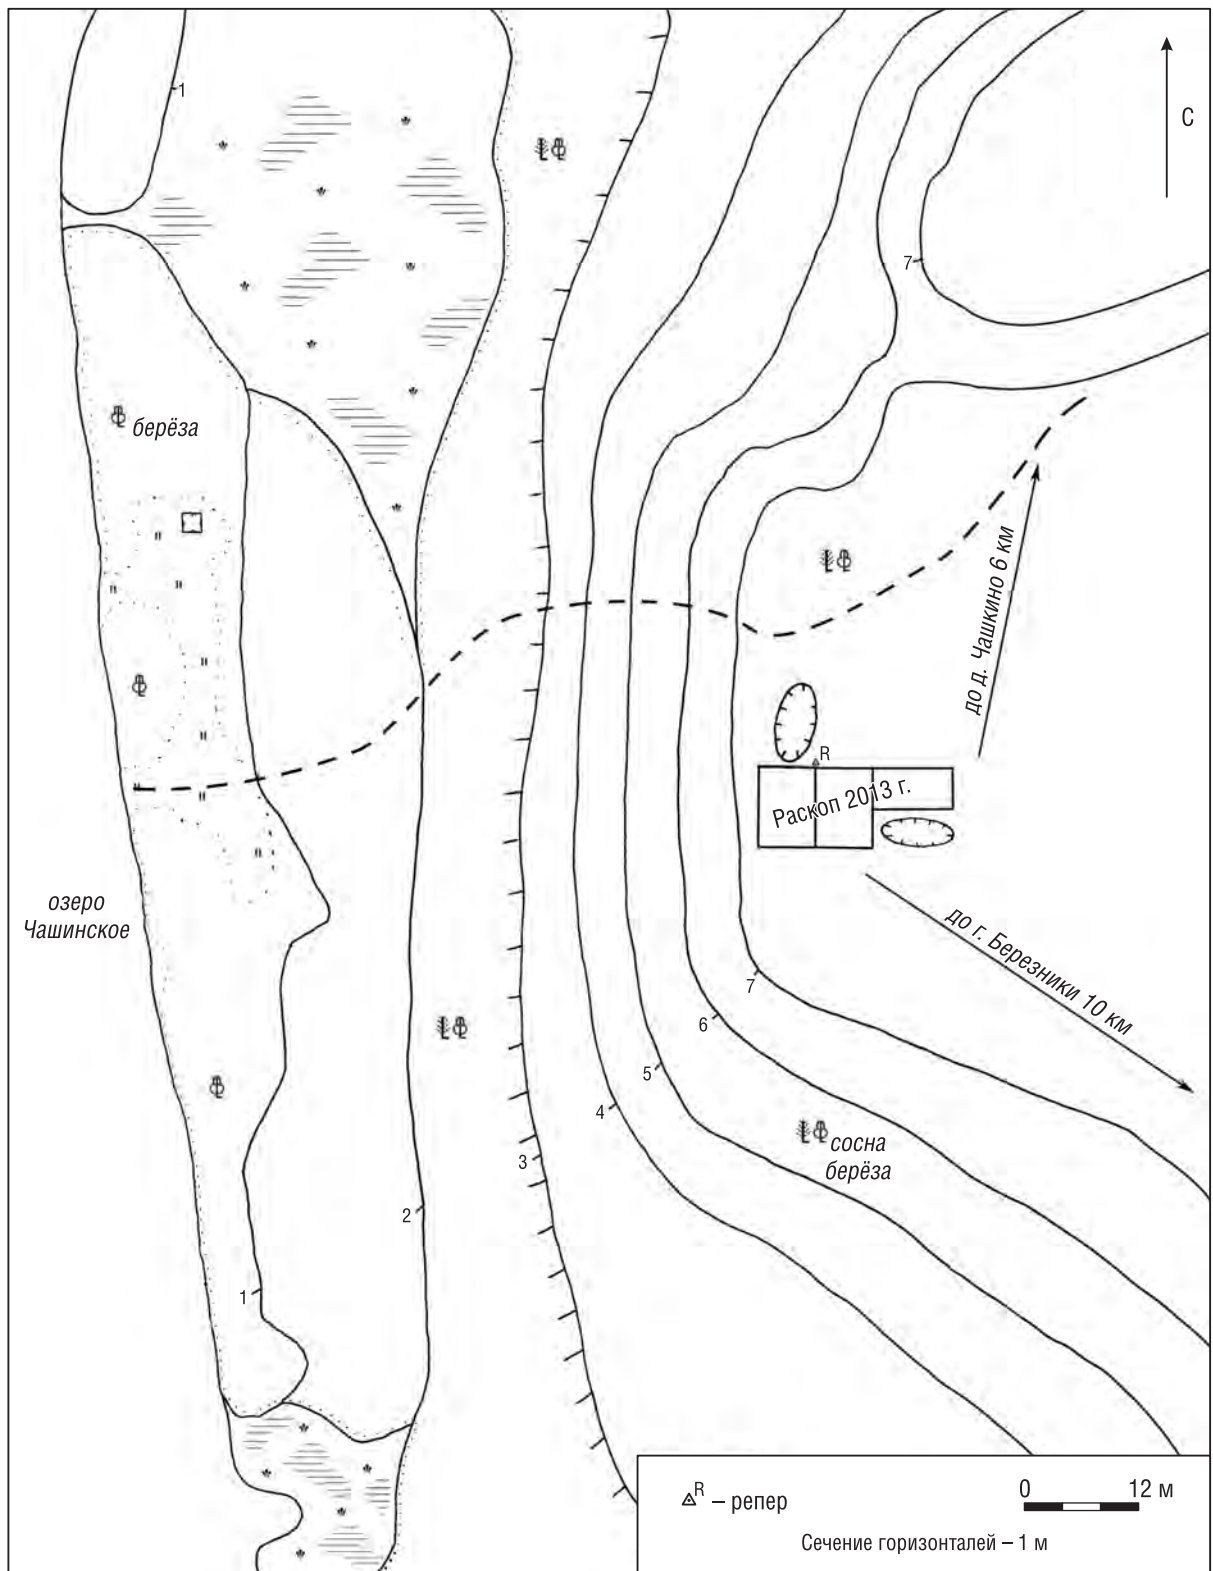 1
С
7
берёза
до д. Чашкино 6 км
R
Раскоп 2013 г.
озеро
Чашинское
до г. Березники 10 км
7
6
5
4
сосна
берёза
3
2
1
R – репер
0 12 м
Сечение горизонталей – 1 м